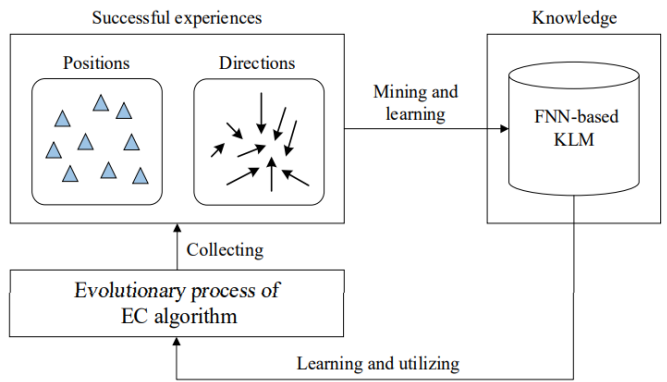 Successful experiences
Knowledge
Positions
Directions
Mining and
learning
FNN-based
KLM
Collecting
Evolutionary process of
EC algorithm
Learning and utilizing